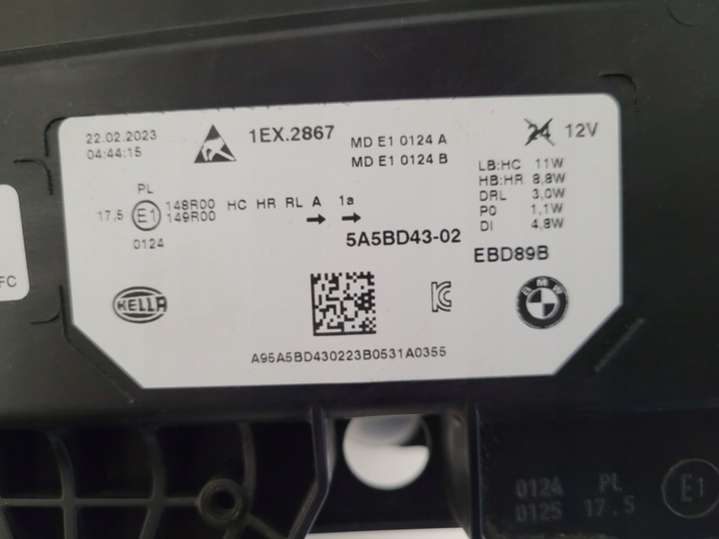 22.02.2023
04:44:15
1EX.2867
MD E1 0124 A
MD E1 0124 B
24 12V
LB:HC 11W
HB:HR 8,8W
DRL 3,0W
PO 1,1W
DI 4,8W
PL
17.5 E1 148R00 HC HR RL A 1a
149R00
0124
5A5BD43-02
EBD89B
HELLA
BMW
A95A5BD430223B0531A0355
FC
0124 PL
0125 17.5
E1